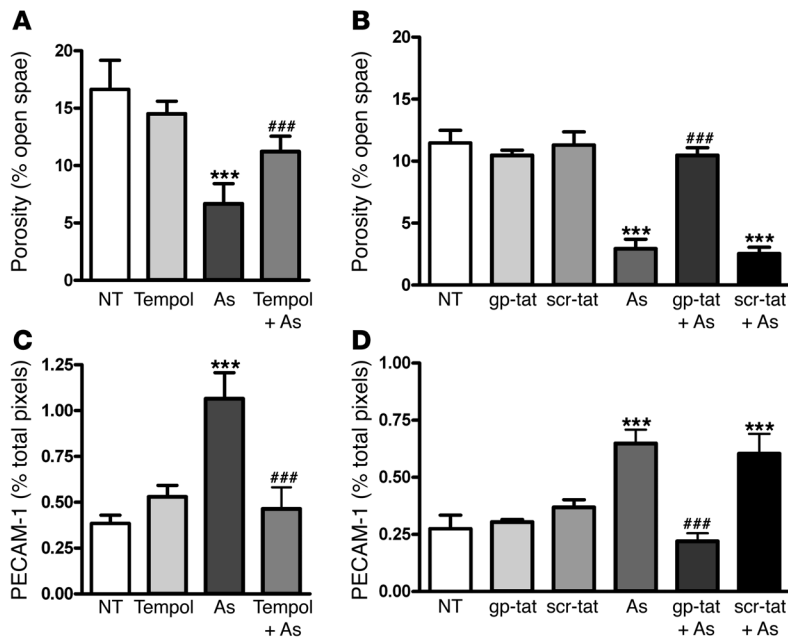 A
Porosity (% open spae)
20
15
10
5
0
***
###
NT Tempol As Tempol
+ As
B
Porosity (% open spae)
20
15
10
5
0
***
###
***
NT gp-tat scr-tat As gp-tat scr-tat
+ As + As
C
PECAM-1 (% total pixels)
1.25
1.00
0.75
0.50
0.25
0.00
***
###
NT Tempol As Tempol
+ As
D
PECAM-1 (% total pixels)
1.00
0.75
0.50
0.25
0.00
***
###
***
NT gp-tat scr-tat As gp-tat scr-tat
+ As + As